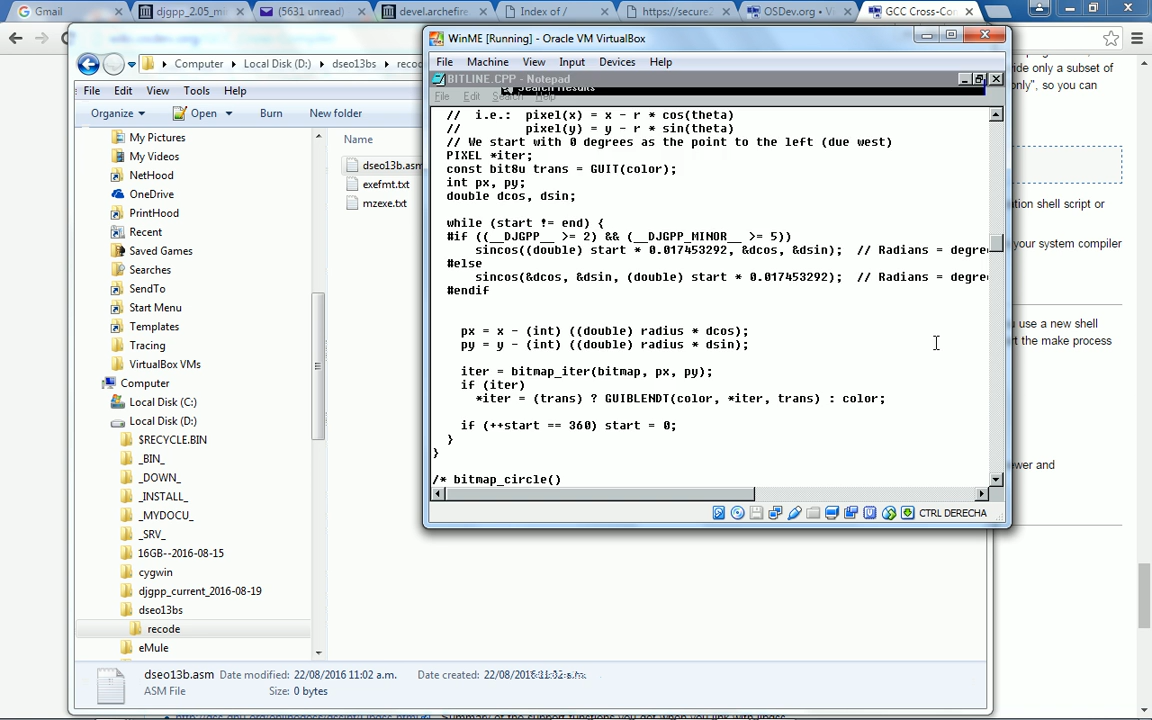 Gmail
djgpp_2.05_mi
(5631 unread)
devel.archefire
Index of /
https://secure
OSDev.org • Vi
GCC Cross-Con
Computer
Local Disk (D:)
dseo13bs
reco
File
Edit
View
Tools
Help
Organize
Open
Burn
New folder
My Pictures
My Videos
NetHood
OneDrive
PrintHood
Recent
Saved Games
Searches
SendTo
Start Menu
Templates
Tracing
VirtualBox VMs
Computer
Local Disk (C:)
Local Disk (D:)
$RECYCLE.BIN
_BIN_
_DOWN_
_INSTALL_
_MYDOCU_
_SRV_
16GB--2016-08-15
cygwin
djgpp_current_2016-08-19
dseo13bs
recode
eMule
Name
dseo13b.asm
exefmt.txt
mzexe.txt
dseo13b.asm Date modified: 22/08/2016 11:02 a.m. Date created: 22/08/2016 11:02 a.m.
ASM File Size: 0 bytes
WinME [Running] - Oracle VM VirtualBox
File Machine View Input Devices Help
BITLINE.CPP - Notepad
Search Results
File Edit Search Help
// i.e.: pixel(x) = x - r * cos(theta)
// pixel(y) = y - r * sin(theta)
// We start with 0 degrees as the point to the left (due west)
PIXEL *iter;
const bit8u trans = GUIT(color);
int px, py;
double dcos, dsin;
while (start != end) {
#if ((__DJGPP__ >= 2) && (__DJGPP_MINOR__ >= 5))
sincos((double) start * 0.017453292, &dcos, &dsin); // Radians = degre
#else
sincos(&dcos, &dsin, (double) start * 0.017453292); // Radians = degre
#endif
px = x - (int) ((double) radius * dcos);
py = y - (int) ((double) radius * dsin);
iter = bitmap_iter(bitmap, px, py);
if (iter)
*iter = (trans) ? GUIBLENDT(color, *iter, trans) : color;
if (++start == 360) start = 0;
}
}
/* bitmap_circle()
CTRL DERECHA
ide only a subset of
only", so you can
tion shell script or
your system compiler
u use a new shell
rt the make process
wer and